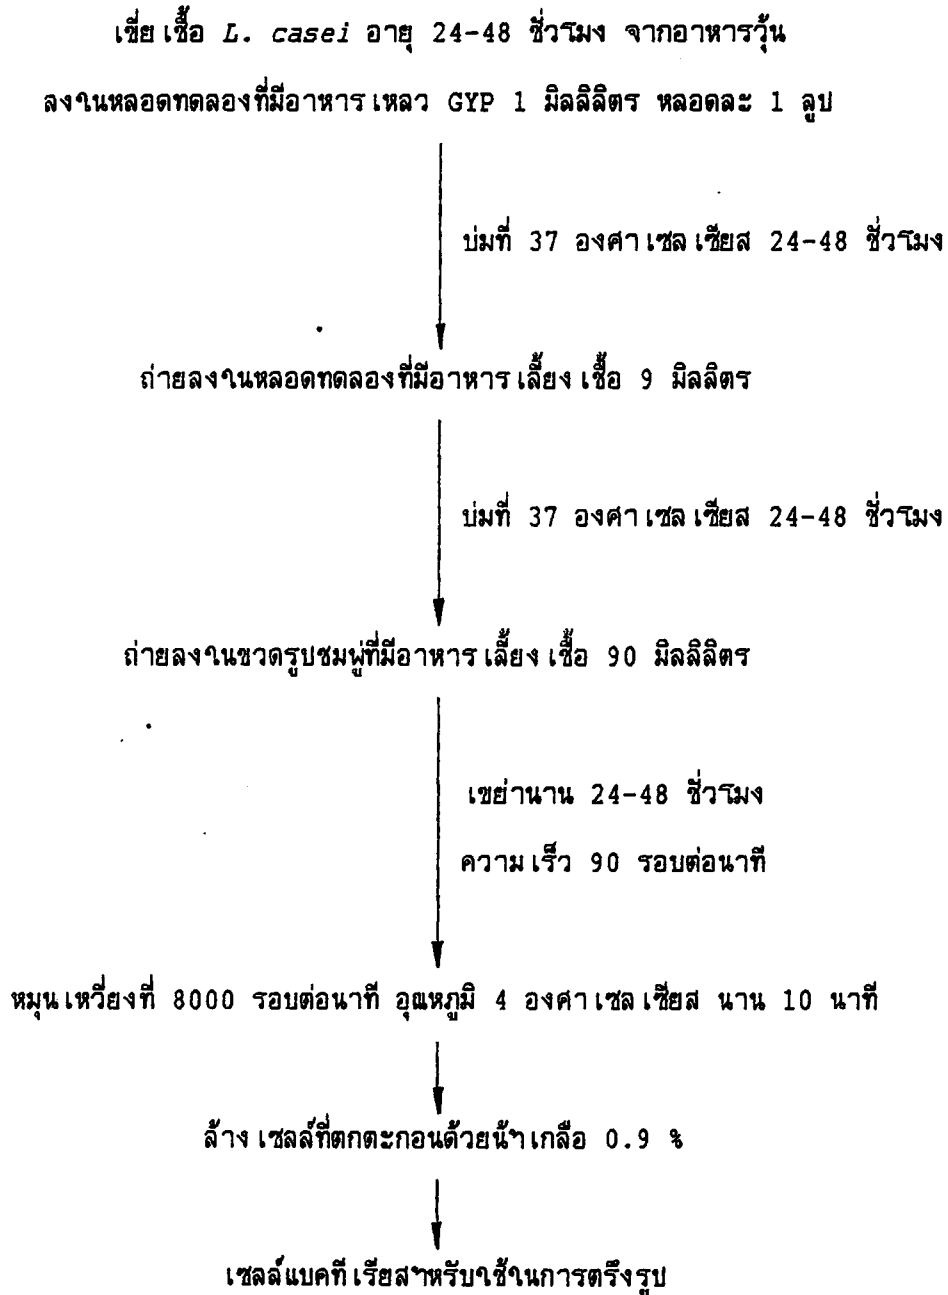 เขี่ยเชื้อ L. casei อายุ 24-48 ชั่วโมง จากอาหารวุ้น
ลงในหลอดทดลองที่มีอาหารเหลว GYP 1 มิลลิลิตร หลอดละ 1 ลูป
บ่มที่ 37 องศาเซลเซียส 24-48 ชั่วโมง
ถ่ายลงในหลอดทดลองที่มีอาหารเลี้ยงเชื้อ 9 มิลลิตร
บ่มที่ 37 องศาเซลเซียส 24-48 ชั่วโมง
ถ่ายลงในขวดรูปชมพู่ที่มีอาหารเลี้ยงเชื้อ 90 มิลลิลิตร
เขย่านาน 24-48 ชั่วโมง
ความเร็ว 90 รอบต่อนาที
หมุนเหวี่ยงที่ 8000 รอบต่อนาที อุณหภูมิ 4 องศาเซลเซียส นาน 10 นาที
ล้างเซลล์ที่ตกตะกอนด้วยน้ำเกลือ 0.9 %
เซลล์แบคทีเรียสำหรับใช้ในการตรึงรูป